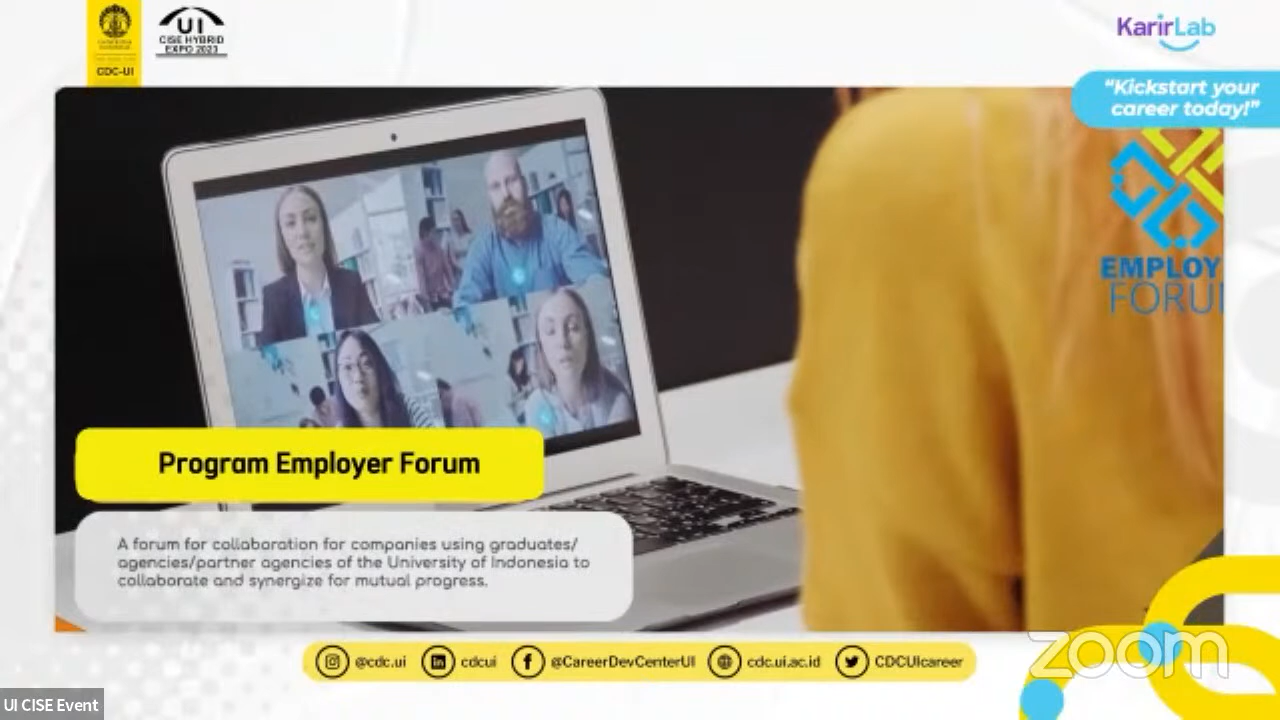 CDC-UI
UI
CISE HYBRID
EXPO 2023
KarirLab
"Kickstart your
career today!"
EMPLOY
FORU
Program Employer Forum
A forum for collaboration for companies using graduates/
agencies/partner agencies of the University of Indonesia to
collaborate and synergize for mutual progress.
@cdc.ui
cdcui
@CareerDevCenterUI
cdc.ui.ac.id
CDCUIcareer
zoom
UI CISE Event